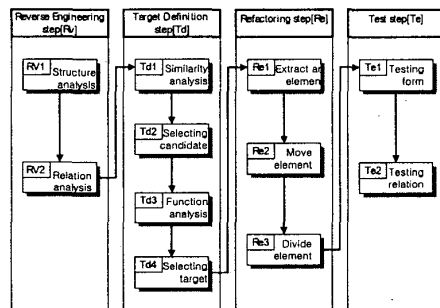 Reverse Engineering
step[Rv]
Target Definition
step[Td]
Refactoring step[Re]
Test step[Te]
RV1
Structure
analysis
RV2
Relation
analysis
Td1
Similarity
analysis
Td2
Selecting
candidate
Td3
Function
analysis
Td4
Selecting
target
Re1
Extract an
elemen
Re2
Move
element
Re3
Divide
element
Te1
Testing
form
Te2
Testing
relation